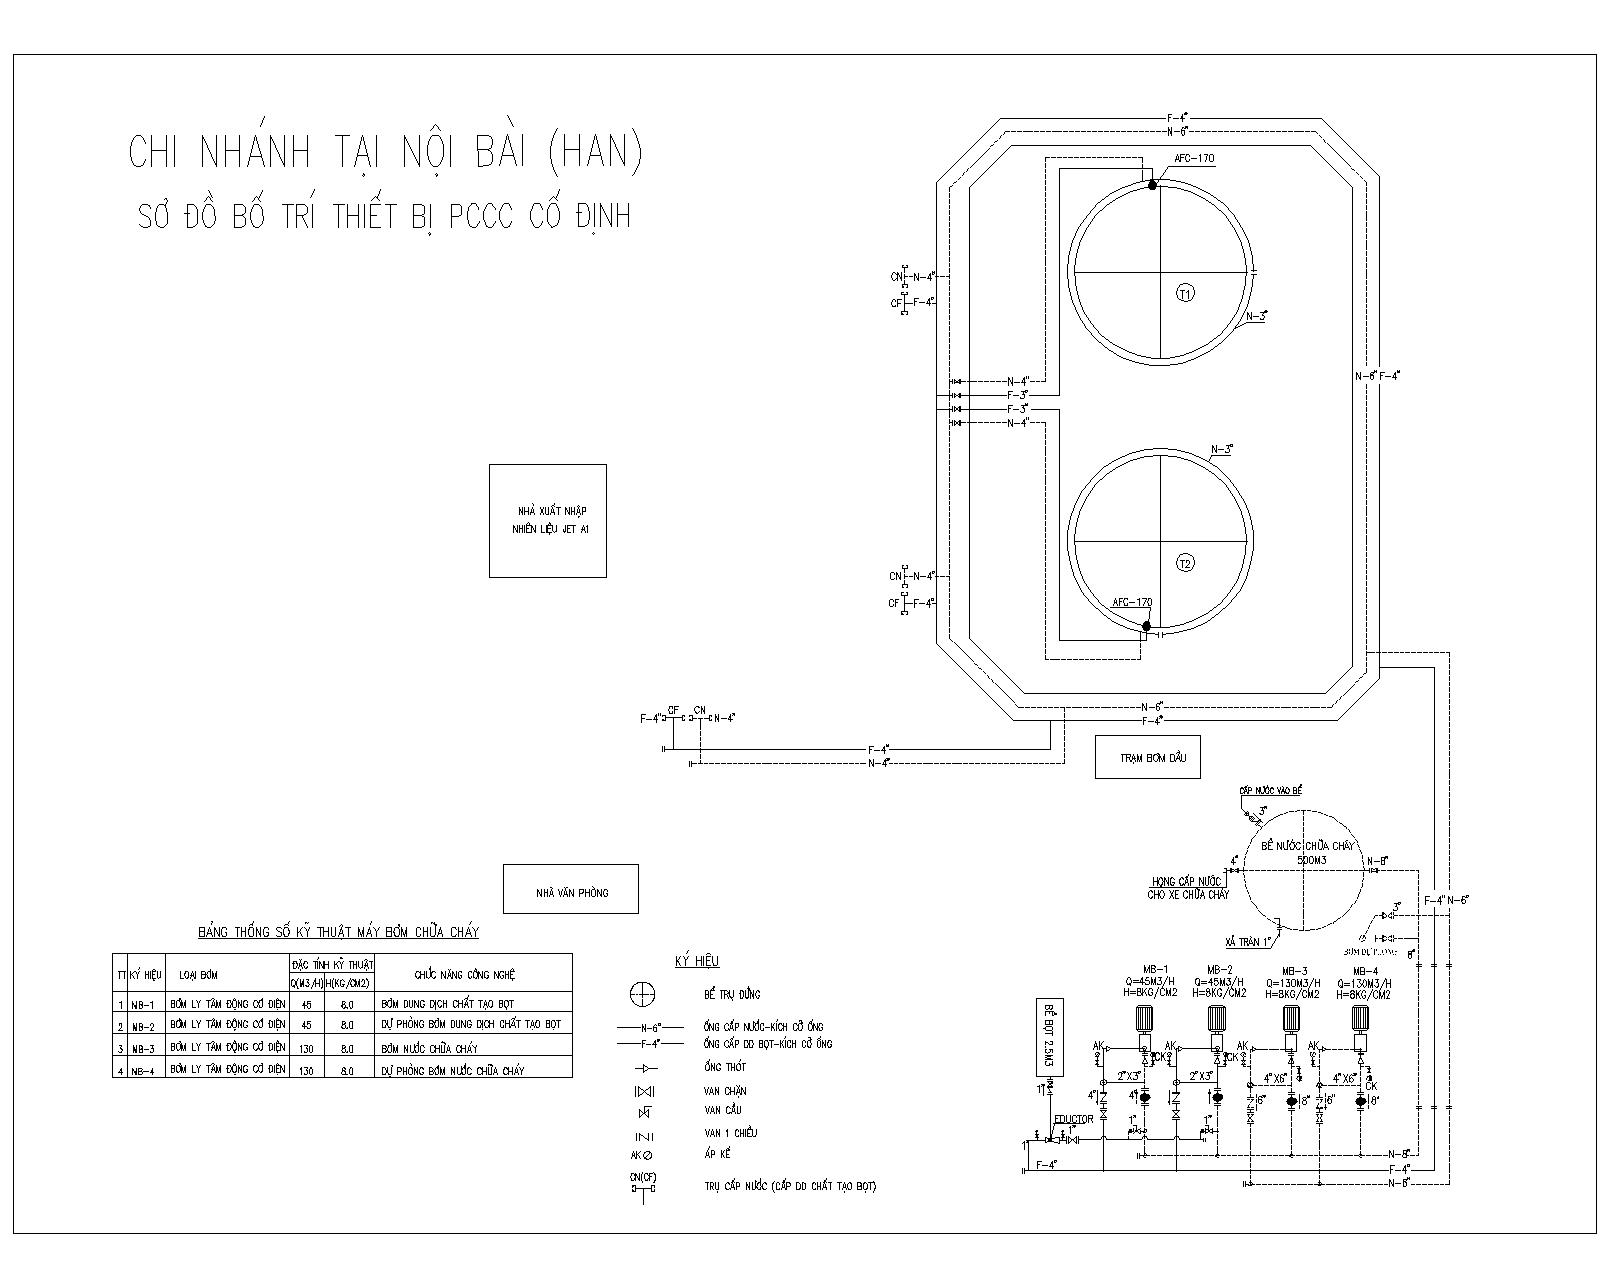 CHI NHÁNH TẠI NỘI BÀI (HAN)
SƠ ĐỒ BỐ TRÍ THIẾT BỊ PCCC CỐ ĐỊNH
F-4"
N-6"
AFC-170
CN N-4"
CF F-4"
T1
N-3"
N-4"
F-3"
F-3"
N-4"
N-6" F-4"
N-3"
NHÀ XUẤT NHẬP
NHIÊN LIỆU JET A1
T2
CN N-4"
CF F-4"
AFC-170
N-6"
F-4"
F-4" CF CN N-4"
F-4"
N-4"
TRẠM BƠM DẦU
CẤP NƯỚC VÀO BỂ
3"
BỂ NƯỚC CHỮA CHÁY
500M3
4"
N-8"
HỌNG CẤP NƯỚC
CHO XE CHỮA CHÁY
XẢ TRÀN 1"
F-4" N-6"
3"
BƠM DỰ PHÒNG
6"
NHÀ VĂN PHÒNG
BẢNG THỐNG SỐ KỸ THUẬT MÁY BƠM CHỮA CHÁY
TT KÝ HIỆU LOẠI BƠM ĐẶC TÍNH KỸ THUẬT CHỨC NĂNG CÔNG NGHỆ
Q(M3/H) H(KG/CM2)
1 MB-1 BƠM LY TÂM ĐỘNG CƠ ĐIỆN 45 8.0 BƠM DUNG DỊCH CHẤT TẠO BỌT
2 MB-2 BƠM LY TÂM ĐỘNG CƠ ĐIỆN 45 8.0 DỰ PHÒNG BƠM DUNG DỊCH CHẤT TẠO BỌT
3 MB-3 BƠM LY TÂM ĐỘNG CƠ ĐIỆN 130 8.0 BƠM NƯỚC CHỮA CHÁY
4 MB-4 BƠM LY TÂM ĐỘNG CƠ ĐIỆN 130 8.0 DỰ PHÒNG BƠM NƯỚC CHỮA CHÁY
KÝ HIỆU
BỂ TRỤ ĐỨNG
N-6" ỐNG CẤP NƯỚC-KÍCH CỠ ỐNG
F-4" ỐNG CẤP DD BỌT-KÍCH CỠ ỐNG
ỐNG THÓT
VAN CHẶN
VAN CẦU
VAN 1 CHIỀU
AK ÁP KẾ
CN(CF)
TRỤ CẤP NƯỚC (CẤP DD CHẤT TẠO BỌT)
MB-1 MB-2 MB-3 MB-4
Q=45M3/H Q=45M3/H Q=130M3/H Q=130M3/H
H=8KG/CM2 H=8KG/CM2 H=8KG/CM2 H=8KG/CM2
BỂ BỌT 2.5M3
AK AK AK AK
CK CK CK
2"X3" 2"X3" 4"X6" 4"X6"
1" 4" 4" 4" 6" 8" 6" 8"
EDUCTOR
1" 1" 1" 1"
N-8"
F-4" F-4"
N-6"